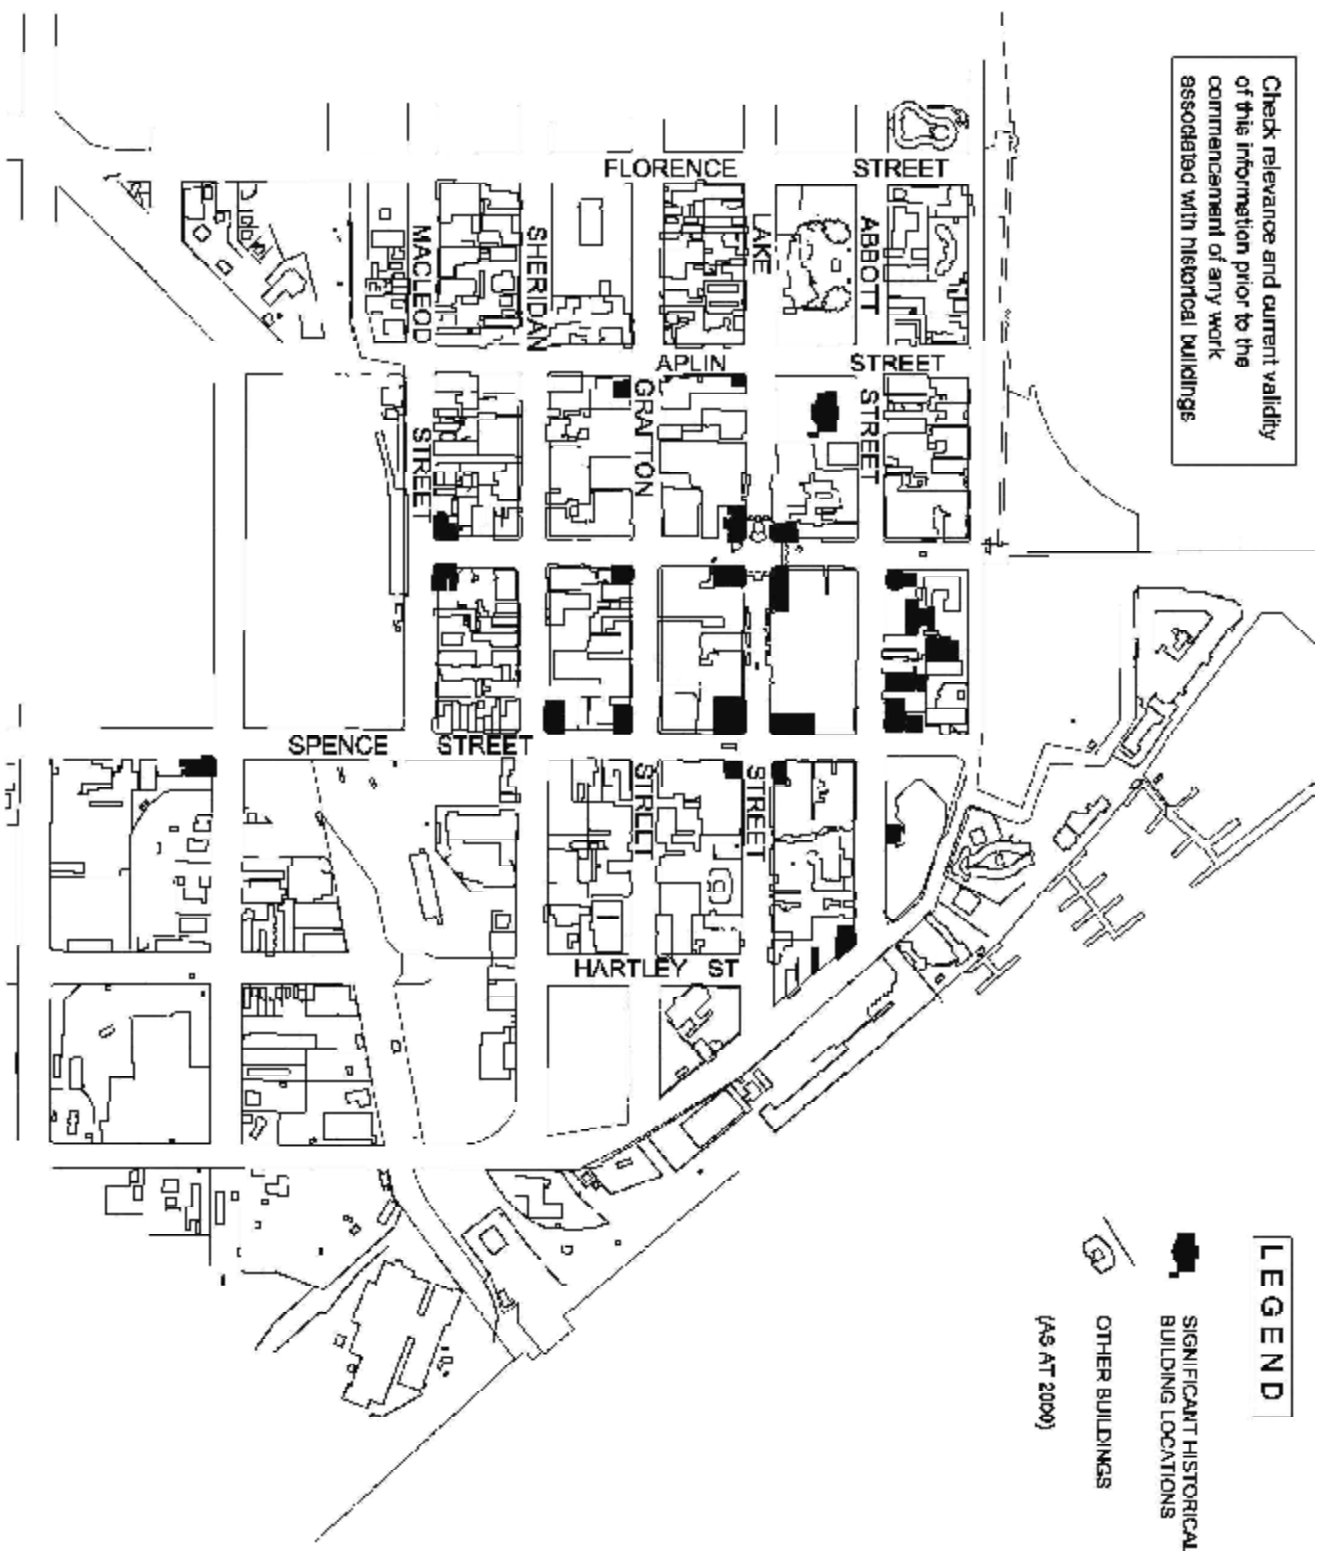 Check relevance and current validity
of this information prior to the
commencement of any work
associated with historical buildings
FLORENCE STREET
MACLEOD
SHERIDAN
LAKE
ABBOTT
APLIN STREET
STREET
GRAFTON
STREET
SPENCE STREET
STREET
STREET
HARTLEY ST
LEGEND
SIGNIFICANT HISTORICAL
BUILDING LOCATIONS
OTHER BUILDINGS
(AS AT 2000)